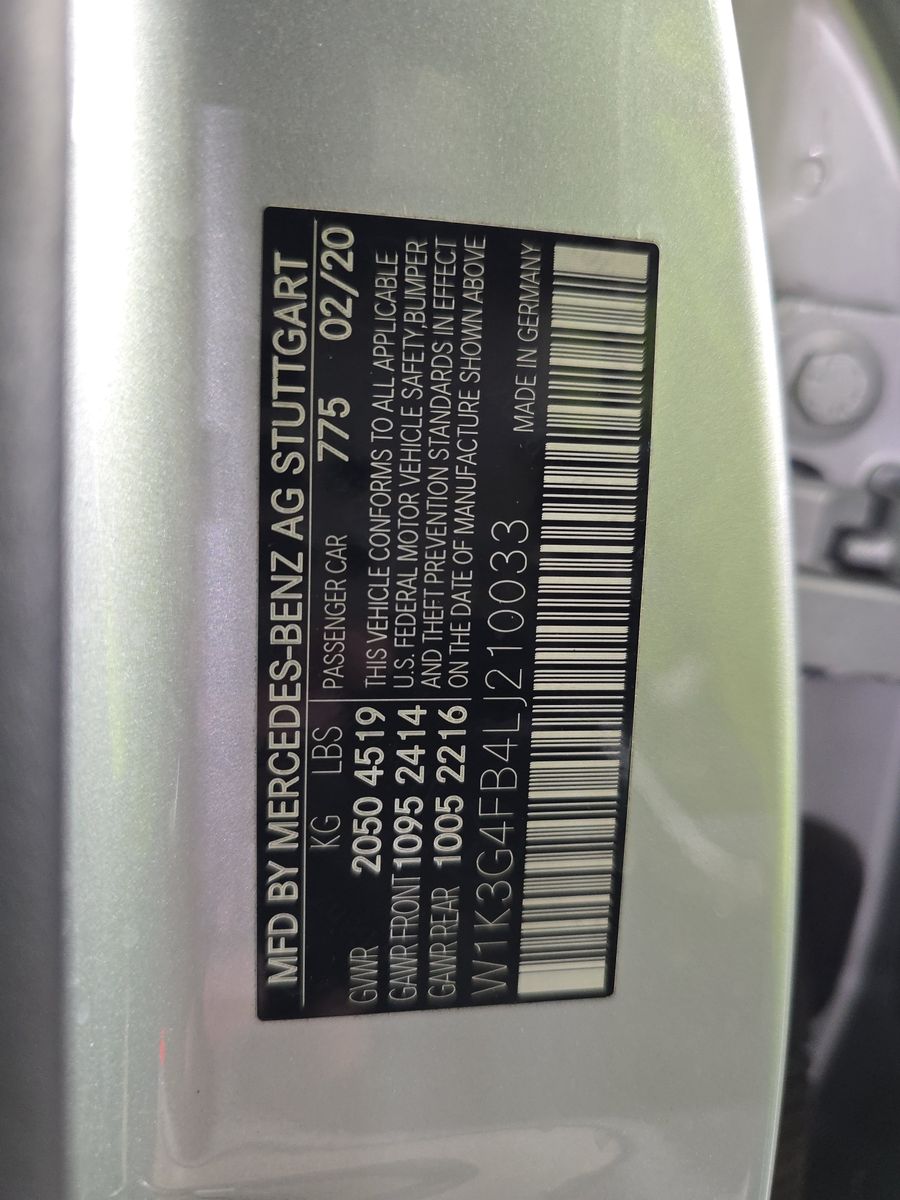 MFD BY MERCEDES-BENZ AG STUTTGART
KG LBS PASSENGER CAR 775 02/20
GVWR 2050 4519 THIS VEHICLE CONFORMS TO ALL APPLICABLE
GAWR FRONT 1095 2414 U.S. FEDERAL MOTOR VEHICLE SAFETY,BUMPER
GAWR REAR 1005 2216 AND THEFT PREVENTION STANDARDS IN EFFECT
ON THE DATE OF MANUFACTURE SHOWN ABOVE
W1K3G4FB4LJ210033 MADE IN GERMANY